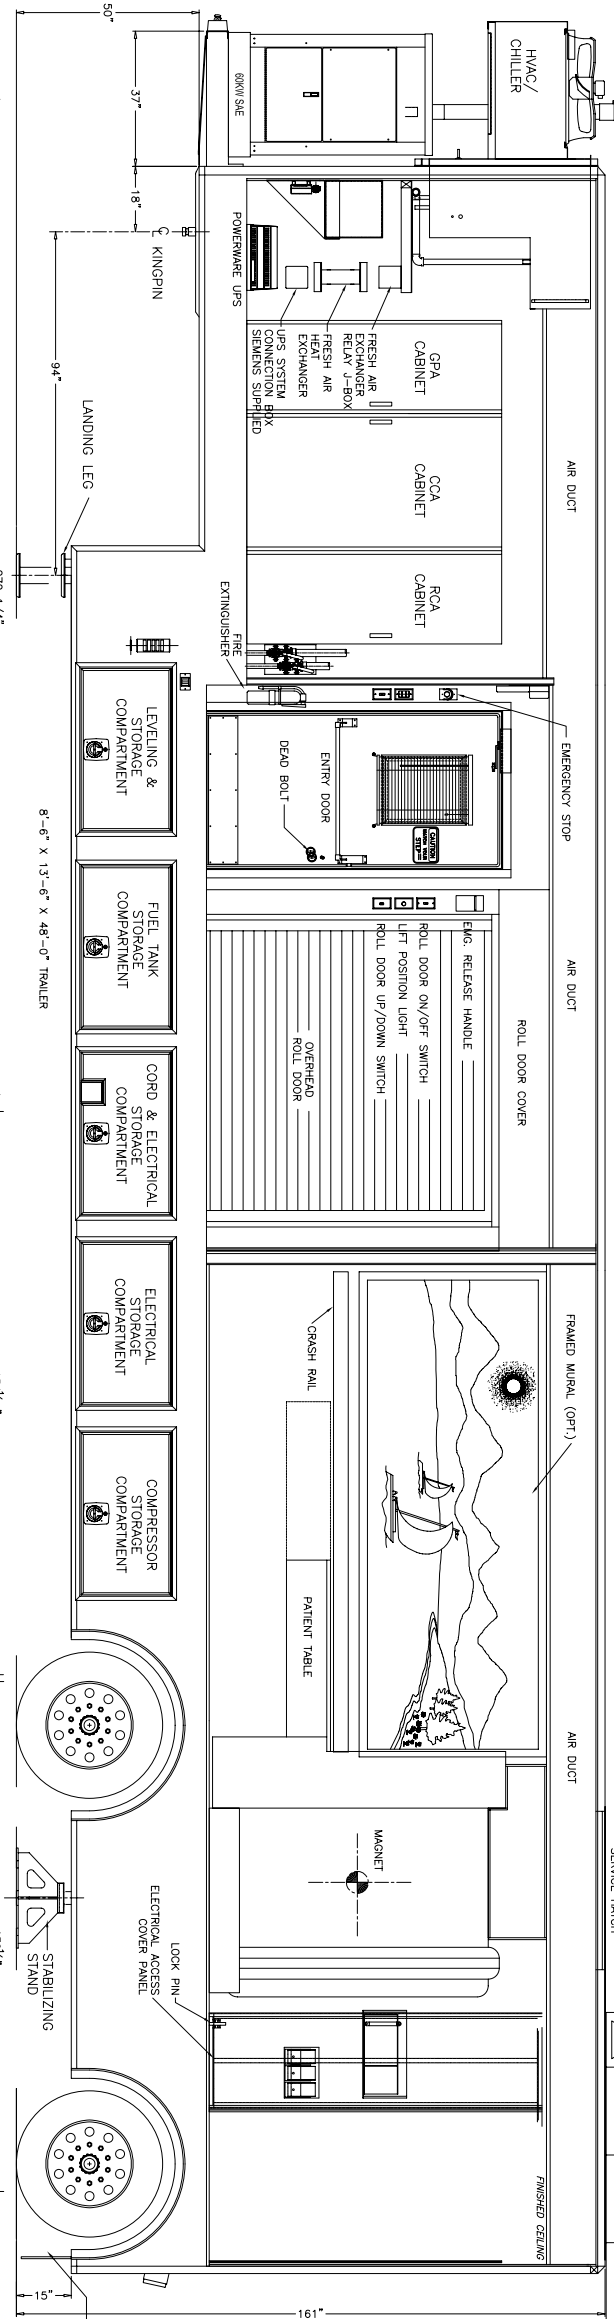 HVAC/
CHILLER
60KW SAE
50"
37"
18"
℄ KINGPIN
94"
LANDING LEG
POWERWARE UPS
FRESH AIR
EXCHANGER
RELAY J-BOX
FRESH AIR
HEAT
EXCHANGER
UPS SYSTEM
CONNECTION BOX
SIEMENS SUPPLIED
GPA
CABINET
CCA
CABINET
RCA
CABINET
AIR DUCT
FIRE
EXTINGUISHER
EMERGENCY STOP
ENTRY DOOR
DEAD BOLT
CAUTION
WATCH YOUR
STEP
AIR DUCT
ROLL DOOR COVER
EMG. RELEASE HANDLE
ROLL DOOR ON/OFF SWITCH
LIFT POSITION LIGHT
ROLL DOOR UP/DOWN SWITCH
OVERHEAD
ROLL DOOR
LEVELING &
STORAGE
COMPARTMENT
FUEL TANK
STORAGE
COMPARTMENT
CORD & ELECTRICAL
STORAGE
COMPARTMENT
ELECTRICAL
STORAGE
COMPARTMENT
COMPRESSOR
STORAGE
COMPARTMENT
8'-6" X 13'-6" X 48'-0" TRAILER
FRAMED MURAL (OPT.)
CRASH RAIL
PATIENT TABLE
AIR DUCT
MAGNET
LOCK PIN
ELECTRICAL ACCESS
COVER PANEL
STABILIZING
STAND
FINISHED CEILING
15"
161"